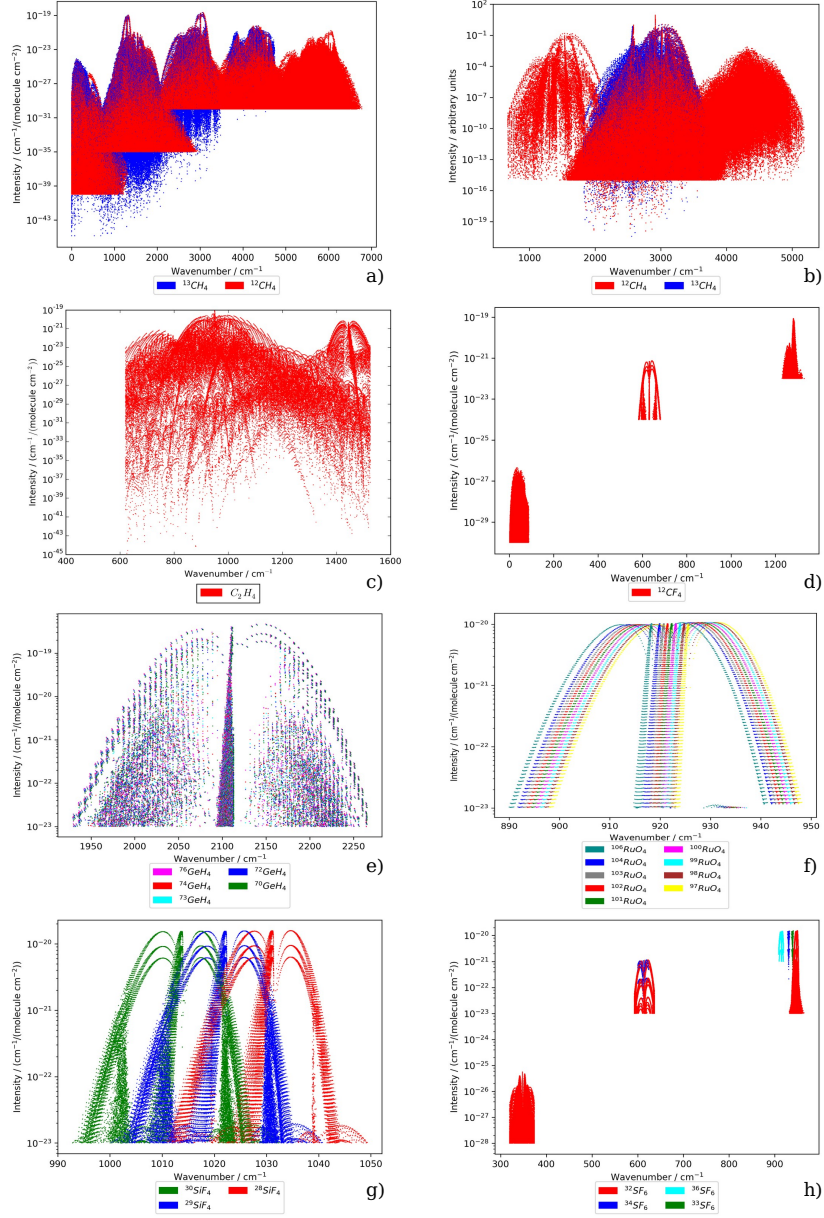 Intensity / (cm⁻¹/(molecule cm⁻²))
10⁻¹⁹
10⁻²³
10⁻²⁷
10⁻³¹
10⁻³⁵
10⁻³⁹
10⁻⁴³
0 1000 2000 3000 4000 5000 6000 7000
Wavenumber / cm⁻¹
¹³CH₄ ¹²CH₄
a)
Intensity / arbitrary units
10²
10⁻¹
10⁻⁴
10⁻⁷
10⁻¹⁰
10⁻¹³
10⁻¹⁶
10⁻¹⁹
1000 2000 3000 4000 5000
Wavenumber / cm⁻¹
¹²CH₄ ¹³CH₄
b)
Intensity / (cm⁻¹/(molecule cm⁻²))
10⁻¹⁹
10⁻²¹
10⁻²³
10⁻²⁵
10⁻²⁷
10⁻²⁹
10⁻³¹
10⁻³³
10⁻³⁵
10⁻³⁷
10⁻³⁹
10⁻⁴¹
10⁻⁴³
10⁻⁴⁵
400 600 800 1000 1200 1400 1600
Wavenumber / cm⁻¹
C₂H₄
c)
Intensity / (cm⁻¹/(molecule cm⁻²))
10⁻¹⁹
10⁻²¹
10⁻²³
10⁻²⁵
10⁻²⁷
10⁻²⁹
0 200 400 600 800 1000 1200
Wavenumber / cm⁻¹
¹²CF₄
d)
Intensity / (cm⁻¹/(molecule cm⁻²))
10⁻¹⁹
10⁻²⁰
10⁻²¹
10⁻²²
10⁻²³
1950 2000 2050 2100 2150 2200 2250
Wavenumber / cm⁻¹
⁷⁶GeH₄ ⁷²GeH₄
⁷⁴GeH₄ ⁷⁰GeH₄
⁷³GeH₄
e)
Intensity / (cm⁻¹/(molecule cm⁻²))
10⁻²⁰
10⁻²¹
10⁻²²
10⁻²³
890 900 910 920 930 940 950
Wavenumber / cm⁻¹
¹⁰⁶RuO₄ ¹⁰⁰RuO₄
¹⁰⁴RuO₄ ⁹⁹RuO₄
¹⁰³RuO₄ ⁹⁸RuO₄
¹⁰²RuO₄ ⁹⁷RuO₄
¹⁰¹RuO₄
f)
Intensity / (cm⁻¹/(molecule cm⁻²))
10⁻²⁰
10⁻²¹
10⁻²²
10⁻²³
990 1000 1010 1020 1030 1040 1050
Wavenumber / cm⁻¹
³⁰SiF₄ ²⁸SiF₄
²⁹SiF₄
g)
Intensity / (cm⁻¹/(molecule cm⁻²))
10⁻²⁰
10⁻²¹
10⁻²²
10⁻²³
10⁻²⁴
10⁻²⁵
10⁻²⁶
10⁻²⁷
10⁻²⁸
300 400 500 600 700 800 900
Wavenumber / cm⁻¹
³²SF₆ ³⁶SF₆
³⁴SF₆ ³³SF₆
h)